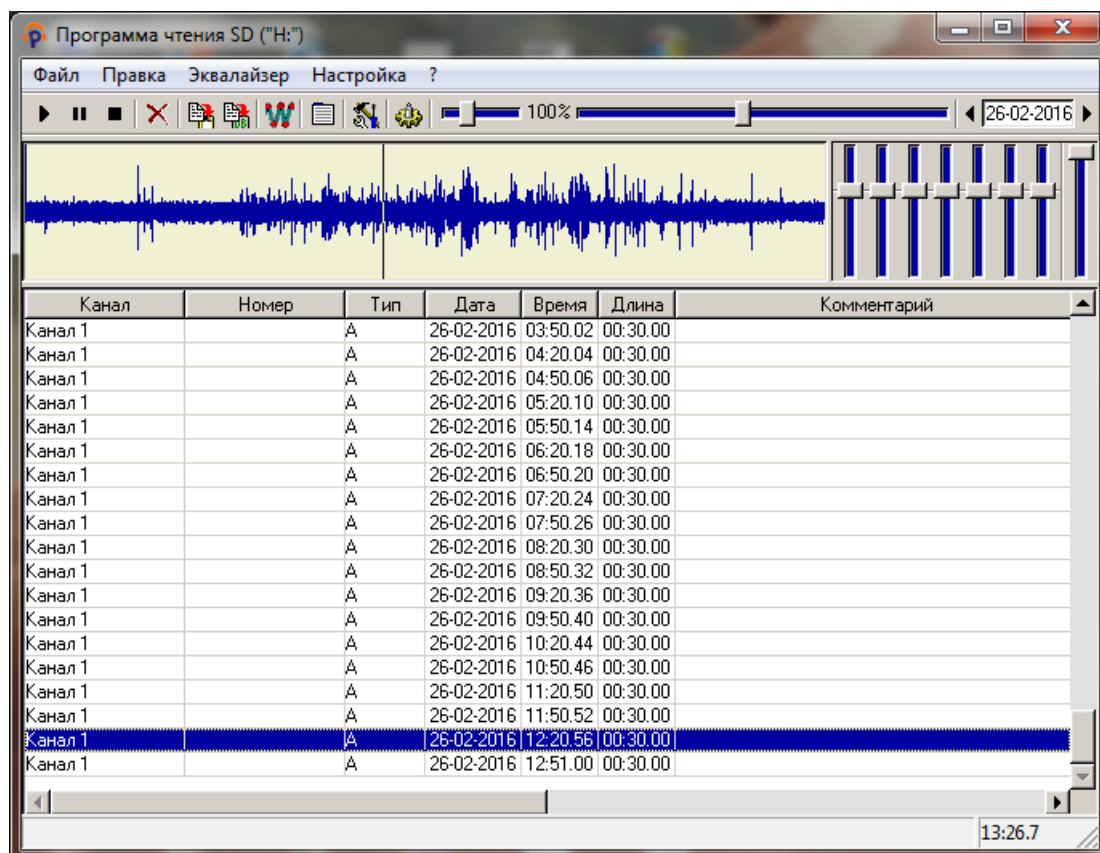 Программа чтения SD ("H:")
Файл Правка Эквалайзер Настройка ?
100% 26-02-2016
Канал Номер Тип Дата Время Длина Комментарий
Канал 1 A 26-02-2016 03:50.02 00:30.00
Канал 1 A 26-02-2016 04:20.04 00:30.00
Канал 1 A 26-02-2016 04:50.06 00:30.00
Канал 1 A 26-02-2016 05:20.10 00:30.00
Канал 1 A 26-02-2016 05:50.14 00:30.00
Канал 1 A 26-02-2016 06:20.18 00:30.00
Канал 1 A 26-02-2016 06:50.20 00:30.00
Канал 1 A 26-02-2016 07:20.24 00:30.00
Канал 1 A 26-02-2016 07:50.26 00:30.00
Канал 1 A 26-02-2016 08:20.30 00:30.00
Канал 1 A 26-02-2016 08:50.32 00:30.00
Канал 1 A 26-02-2016 09:20.36 00:30.00
Канал 1 A 26-02-2016 09:50.40 00:30.00
Канал 1 A 26-02-2016 10:20.44 00:30.00
Канал 1 A 26-02-2016 10:50.46 00:30.00
Канал 1 A 26-02-2016 11:20.50 00:30.00
Канал 1 A 26-02-2016 11:50.52 00:30.00
Канал 1 A 26-02-2016 12:20.56 00:30.00
Канал 1 A 26-02-2016 12:51.00 00:30.00
13:26.7